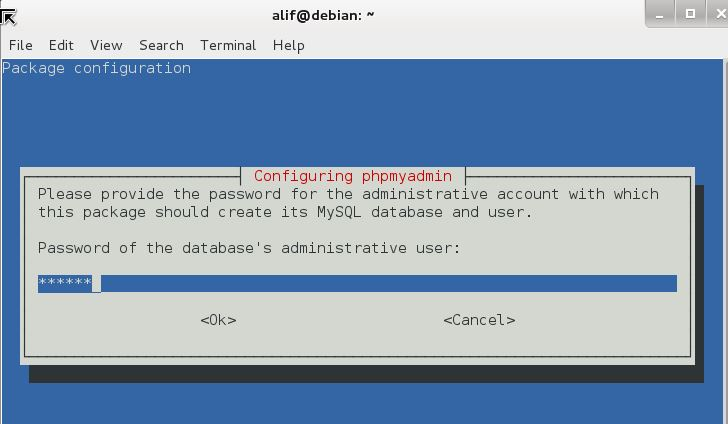 alif@debian: ~
File Edit View Search Terminal Help
Package configuration
Configuring phpmyadmin
Please provide the password for the administrative account with which
this package should create its MySQL database and user.
Password of the database's administrative user:
******_
<Ok> <Cancel>